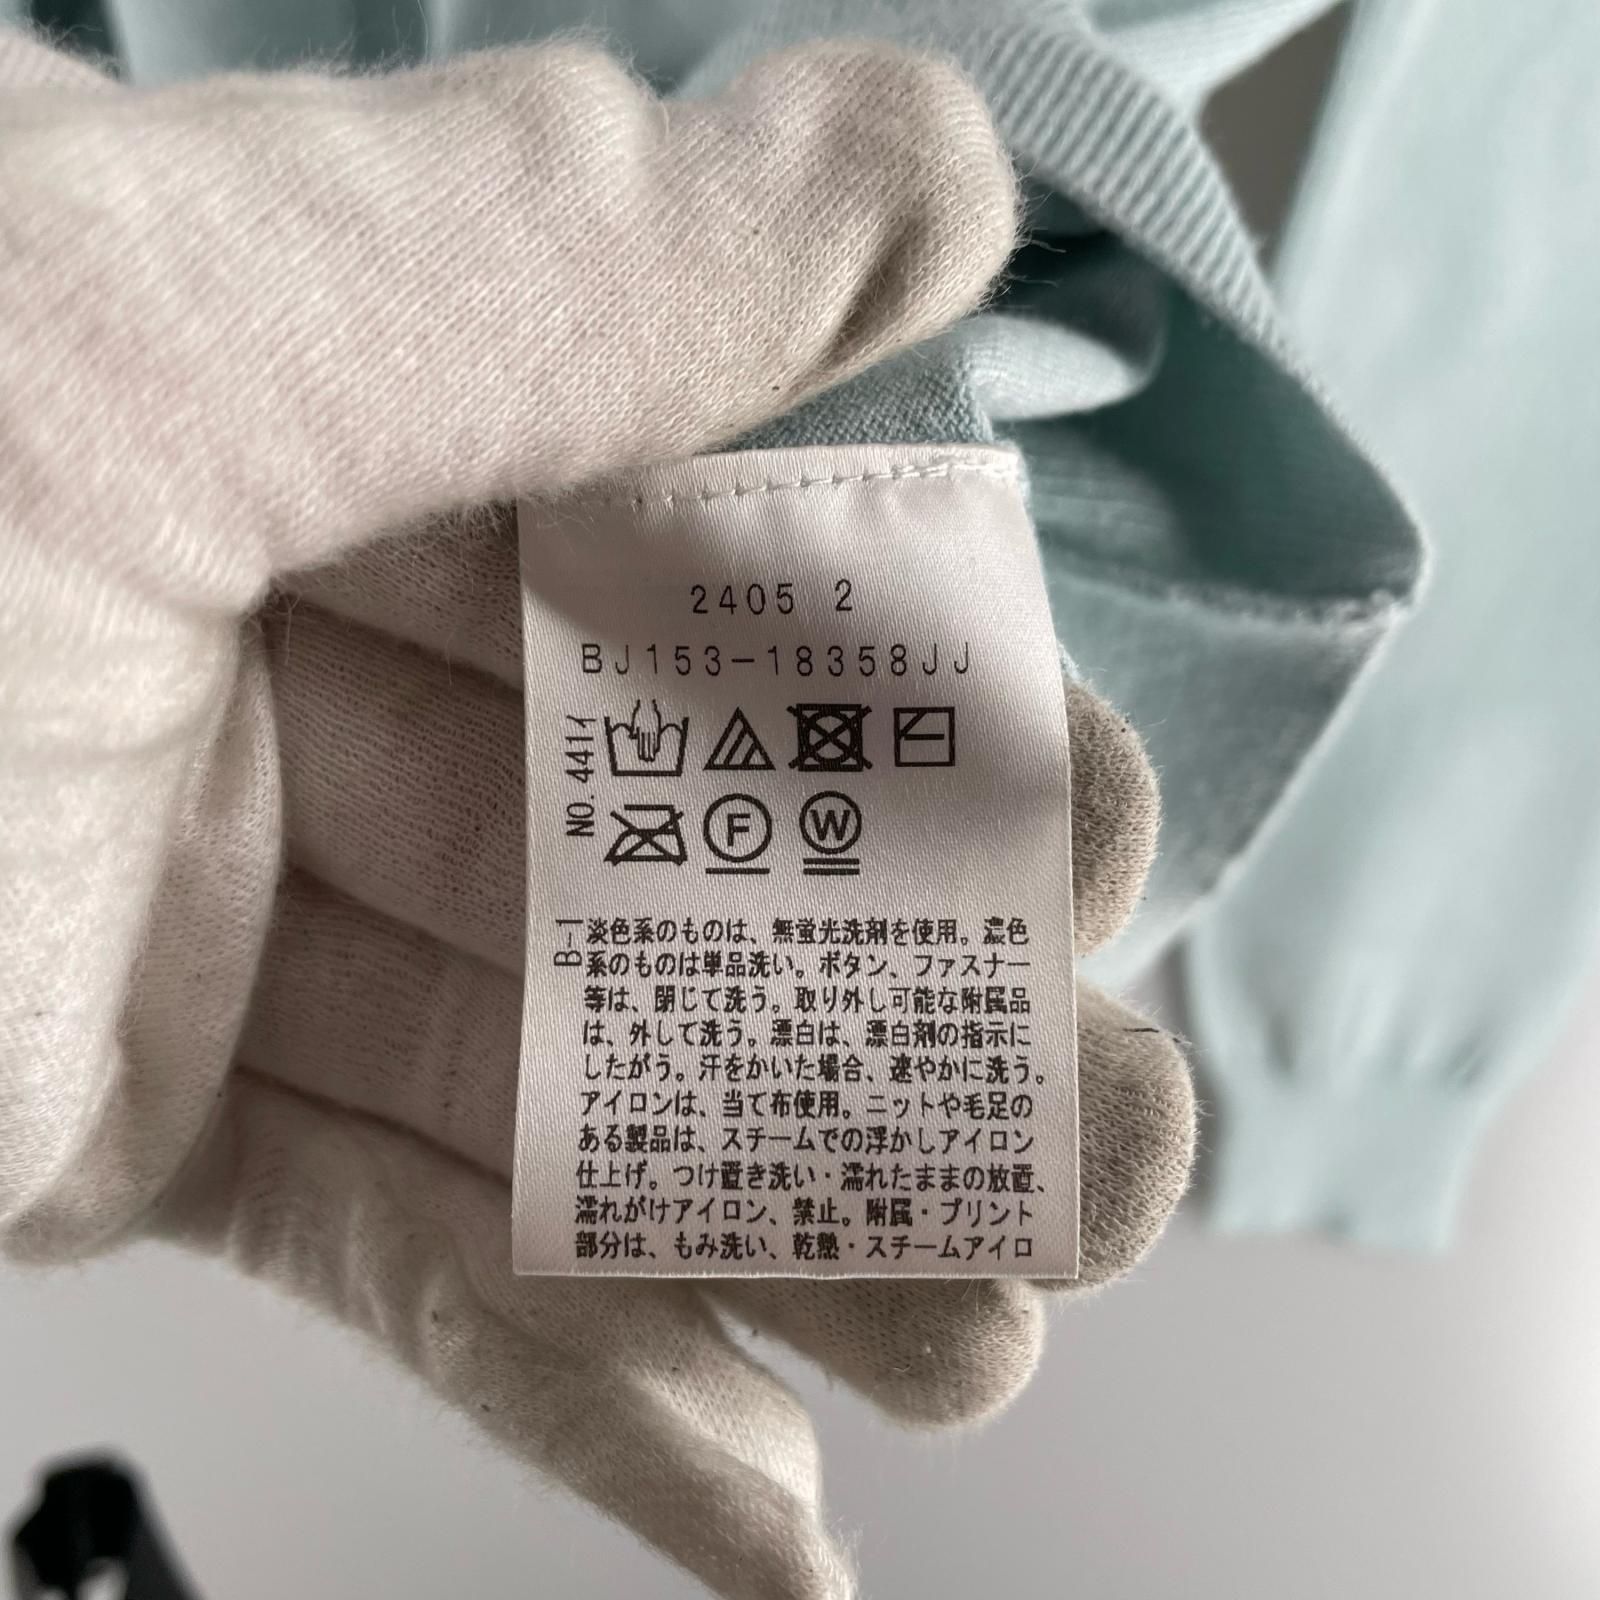 2405 2
BJ153-18358JJ
NO.441イ
F W
B-1
淡色系のものは、無蛍光洗剤を使用。濃色
系のものは単品洗い。ボタン、ファスナー
等は、閉じて洗う。取り外し可能な附属品
は、外して洗う。漂白は、漂白剤の指示に
したがう。汗をかいた場合、速やかに洗う。
アイロンは、当て布使用。ニットや毛足の
ある製品は、スチームでの浮かしアイロン
仕上げ。つけ置き洗い・濡れたままの放置、
濡れがけアイロン、禁止。附属・プリント
部分は、もみ洗い、乾熱・スチームアイロ